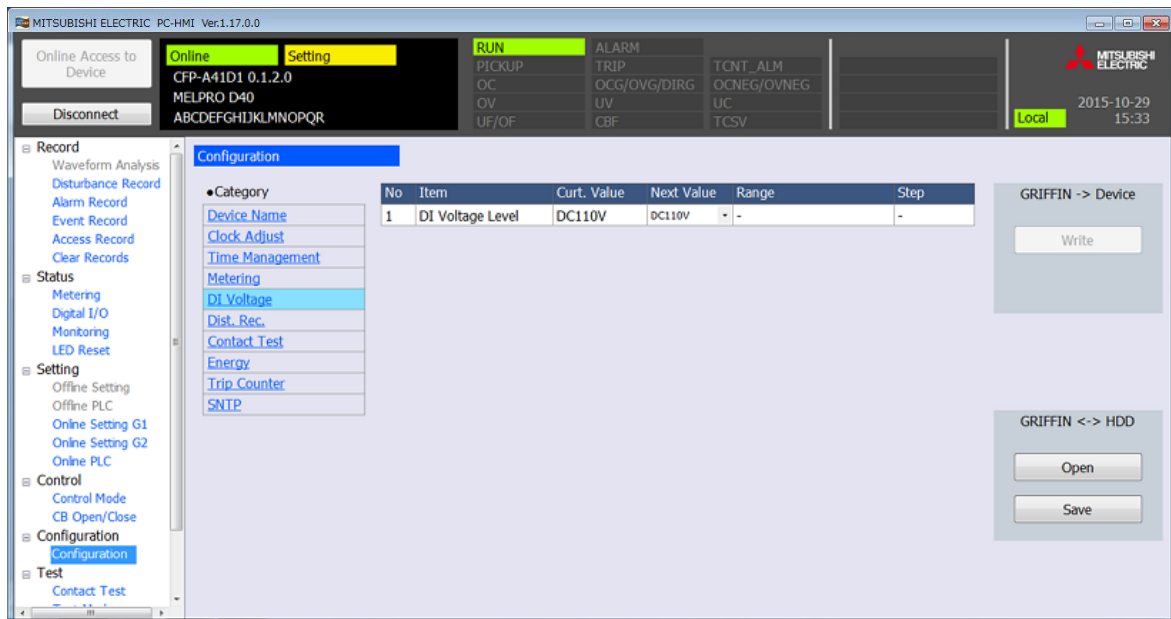 MITSUBISHI ELECTRIC PC-HMI Ver.1.17.0.0
Online Access to
Device
Disconnect
Online Setting
CFP-A41D1 0.1.2.0
MELPRO D40
ABCDEFGHIJKLMNOPQR
RUN ALARM
PICKUP TRIP TCNT_ALM
OC OCG/OVG/DIRG OCNEG/OVNEG
OV UV UC
UF/OF CBF TCSV
MITSUBISHI
ELECTRIC
2015-10-29
Local 15:33
Record
Waveform Analysis
Disturbance Record
Alarm Record
Event Record
Access Record
Clear Records
Status
Metering
Digital I/O
Monitoring
LED Reset
Setting
Offline Setting
Offline PLC
Online Setting G1
Online Setting G2
Online PLC
Control
Control Mode
CB Open/Close
Configuration
Configuration
Test
Contact Test
Configuration
●Category
Device Name
Clock Adjust
Time Management
Metering
DI Voltage
Dist. Rec.
Contact Test
Energy
Trip Counter
SNTP
No Item Curt. Value Next Value Range Step
1 DI Voltage Level DC110V DC110V - -
GRIFFIN -> Device
Write
GRIFFIN <-> HDD
Open
Save